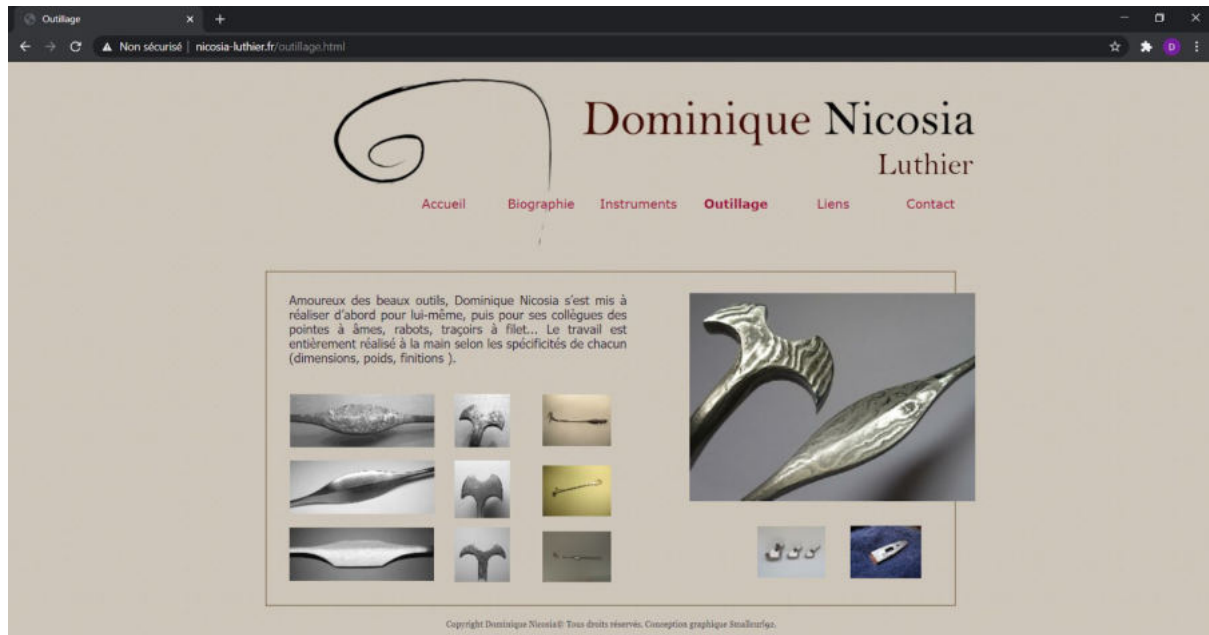 Outillage
Non sécurisé | nicosia-luthier.fr/outillage.html
D
Dominique Nicosia
Luthier
Accueil Biographie Instruments Outillage Liens Contact
Amoureux des beaux outils, Dominique Nicosia s'est mis à
réaliser d'abord pour lui-même, puis pour ses collègues des
pointes à âmes, rabots, traçoirs à filet... Le travail est
entièrement réalisé à la main selon les spécificités de chacun
(dimensions, poids, finitions ).
Copyright Dominique Nicosia© Tous droits réservés. Conception graphique